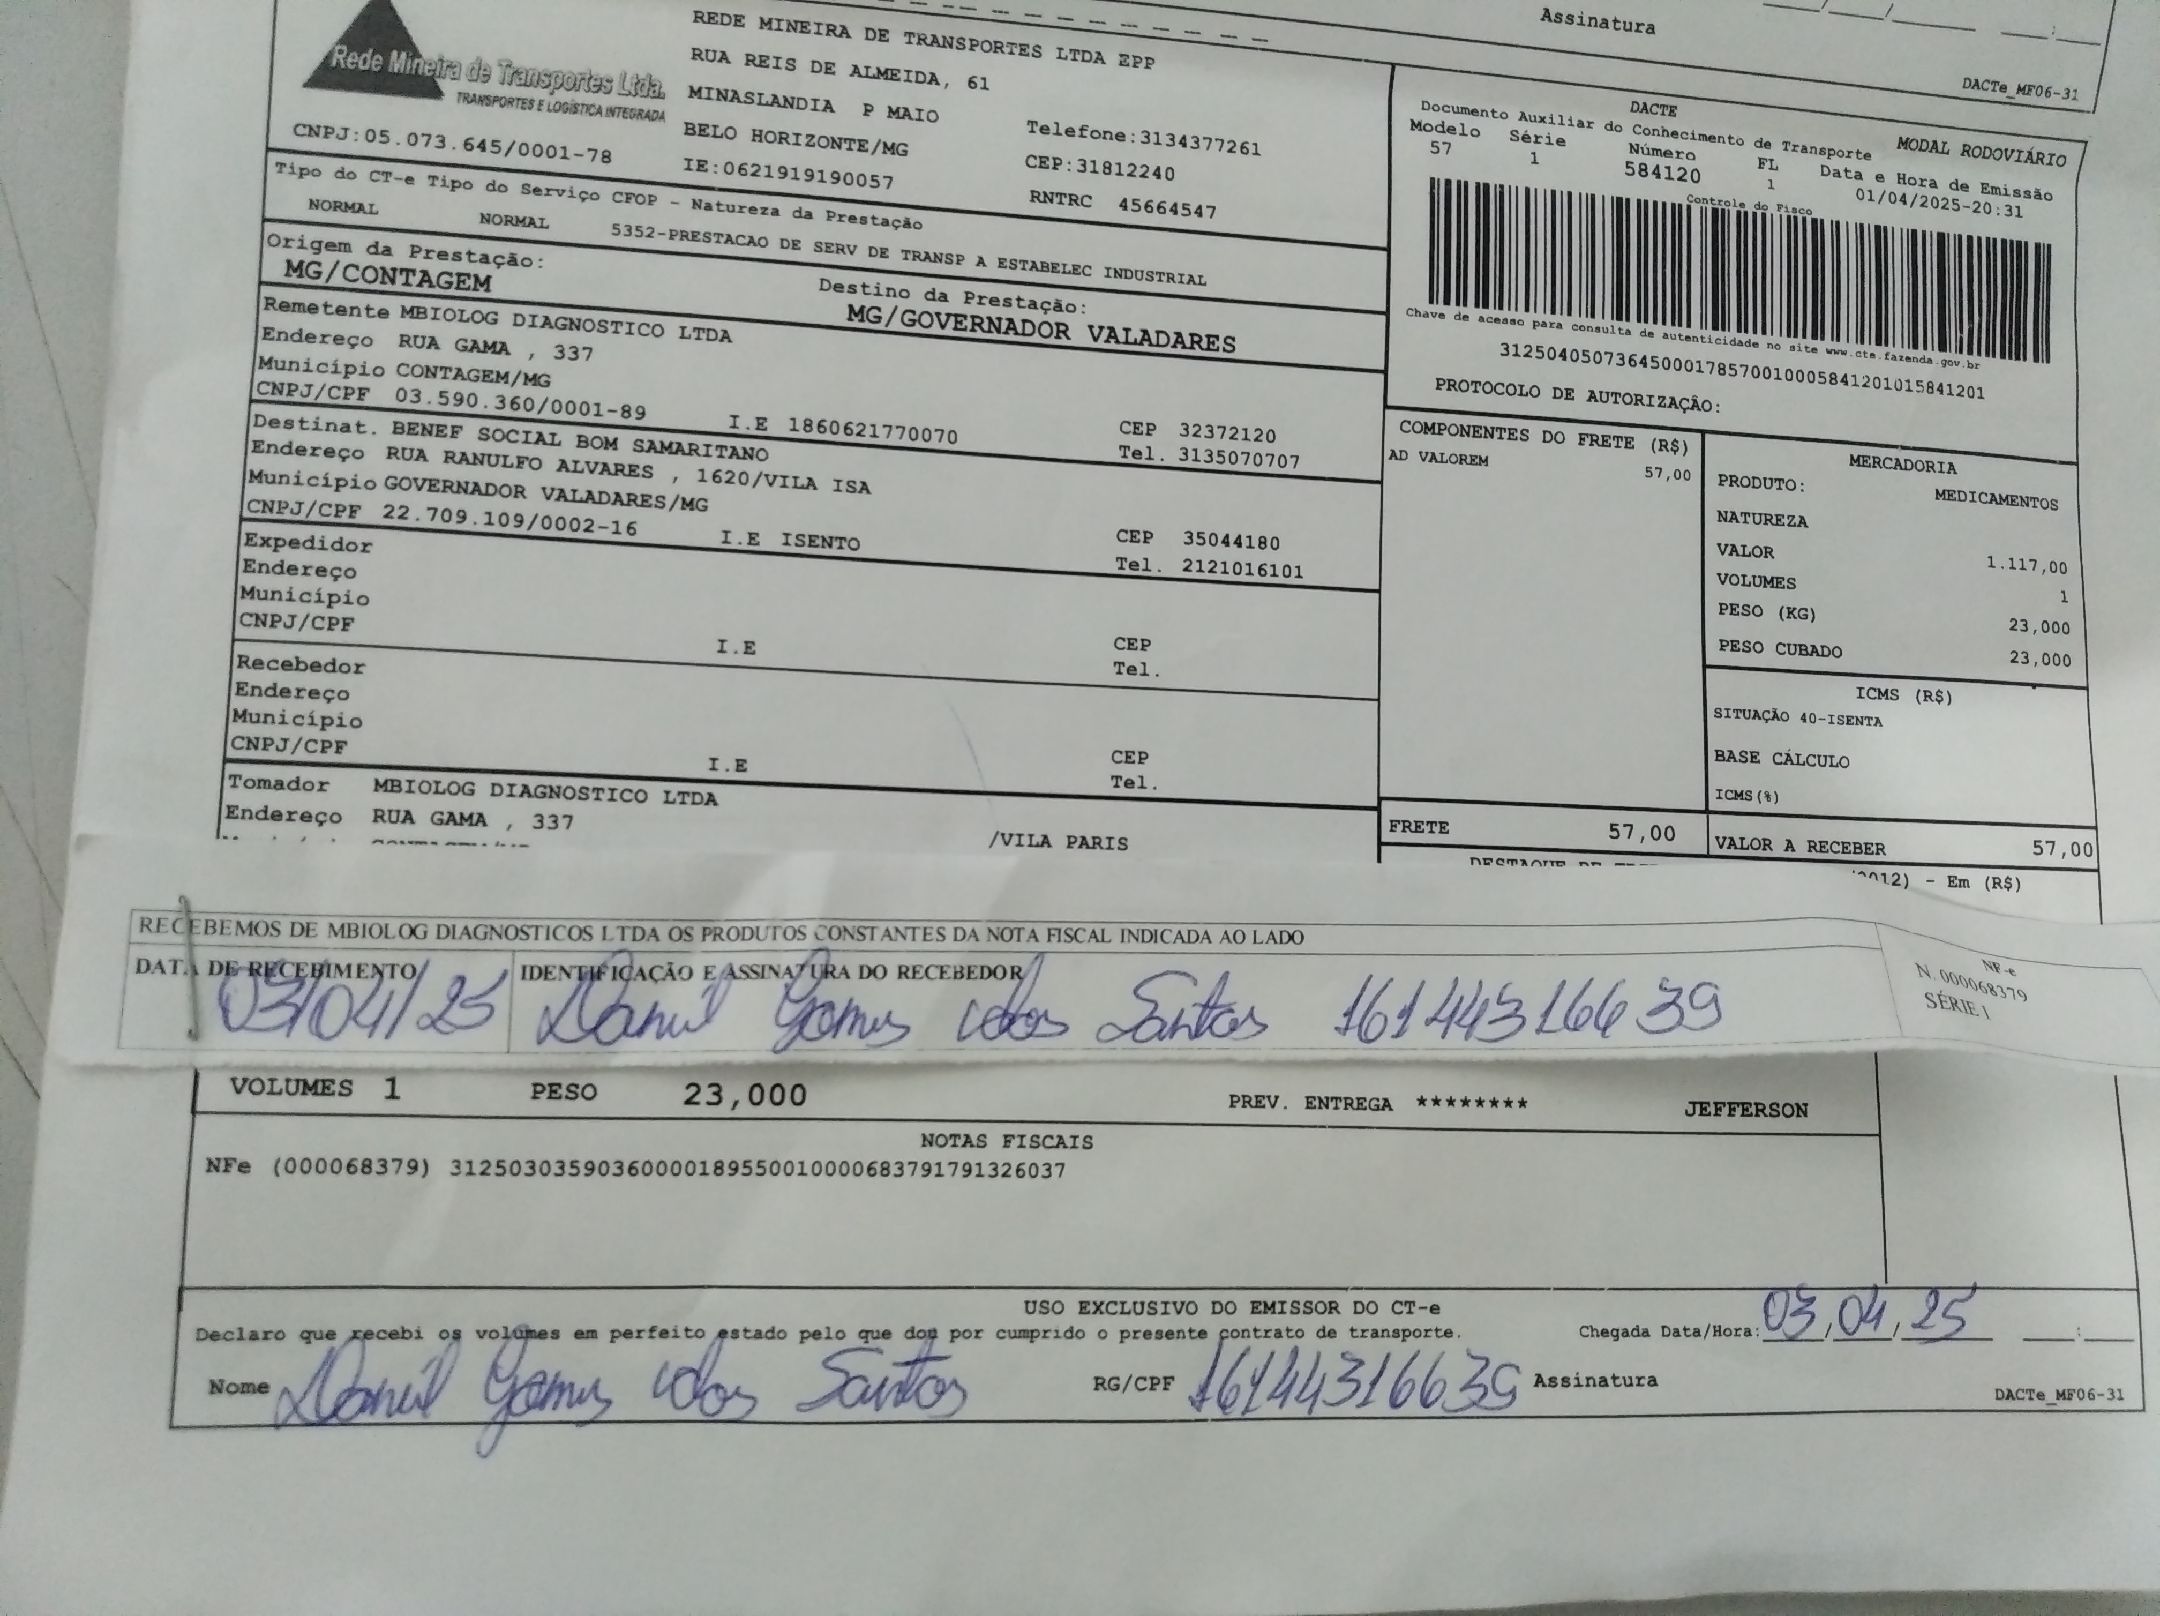 Assinatura
DACTe_MF06-31
Rede Mineira de Transportes Ltda.
TRANSPORTES E LOGÍSTICA INTEGRADA
CNPJ:05.073.645/0001-78
REDE MINEIRA DE TRANSPORTES LTDA EPP
RUA REIS DE ALMEIDA, 61
MINASLANDIA P MAIO
BELO HORIZONTE/MG
IE:0621919190057
Telefone:3134377261
CEP:31812240
RNTRC 45664547
DACTE
MODAL RODOVIÁRIO
Documento Auxiliar do Conhecimento de Transporte
Modelo Série Número FL Data e Hora de Emissão
57 1 584120 1 01/04/2025-20:31
Controle do Fisco
Chave de acesso para consulta de autenticidade no site www.cte.fazenda.gov.br
31250405073645000178570010005841201015841201
PROTOCOLO DE AUTORIZAÇÂO:
Tipo do CT-e Tipo do Serviço CFOP - Natureza da Prestação
NORMAL NORMAL 5352-PRESTACAO DE SERV DE TRANSP A ESTABELEC INDUSTRIAL
Origem da Prestação:
MG/CONTAGEM
Destino da Prestação:
MG/GOVERNADOR VALADARES
Remetente MBIOLOG DIAGNOSTICO LTDA
Endereço RUA GAMA , 337
Município CONTAGEM/MG
CNPJ/CPF 03.590.360/0001-89 I.E 1860621770070
CEP 32372120
Tel. 3135070707
Destinat. BENEF SOCIAL BOM SAMARITANO
Endereço RUA RANULFO ALVARES , 1620/VILA ISA
Município GOVERNADOR VALADARES/MG
CNPJ/CPF 22.709.109/0002-16 I.E ISENTO
CEP 35044180
Tel. 2121016101
Expedidor
Endereço
Município
CNPJ/CPF
I.E
CEP
Tel.
Recebedor
Endereço
Município
CNPJ/CPF
I.E
CEP
Tel.
Tomador MBIOLOG DIAGNOSTICO LTDA
Endereço RUA GAMA , 337 /VILA PARIS
COMPONENTES DO FRETE (R$)
AD VALOREM 57,00
MERCADORIA
PRODUTO: MEDICAMENTOS
NATUREZA
VALOR 1.117,00
VOLUMES 1
PESO (KG) 23,000
PESO CUBADO 23,000
ICMS (R$)
SITUAÇÃO 40-ISENTA
BASE CÁLCULO
ICMS(%)
FRETE 57,00 VALOR A RECEBER 57,00
2012) - Em (R$)
RECEBEMOS DE MBIOLOG DIAGNOSTICOS LTDA OS PRODUTOS CONSTANTES DA NOTA FISCAL INDICADA AO LADO
DATA DE RECEBIMENTO IDENTIFICAÇÃO E ASSINATURA DO RECEBEDOR
03/04/25 Daniel Gomes dos Santos 16144316639
NF-e
N. 000068379
SÉRIE 1
VOLUMES 1 PESO 23,000 PREV. ENTREGA ******** JEFFERSON
NOTAS FISCAIS
NFe (000068379) 31250303590360000189550010000683791791326037
USO EXCLUSIVO DO EMISSOR DO CT-e
Declaro que recebi os volumes em perfeito estado pelo que dou por cumprido o presente contrato de transporte. Chegada Data/Hora: 03/04/25 :
Nome Daniel Gomes dos Santos RG/CPF 16144316639 Assinatura
DACTe_MF06-31